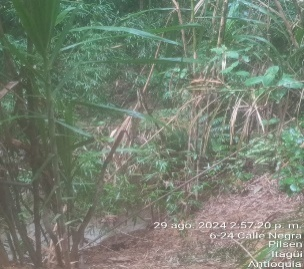 29 ago. 2024 2:57:20 p. m.
6-24 Calle Negra
Pilsen
Itagüí
Antioquia